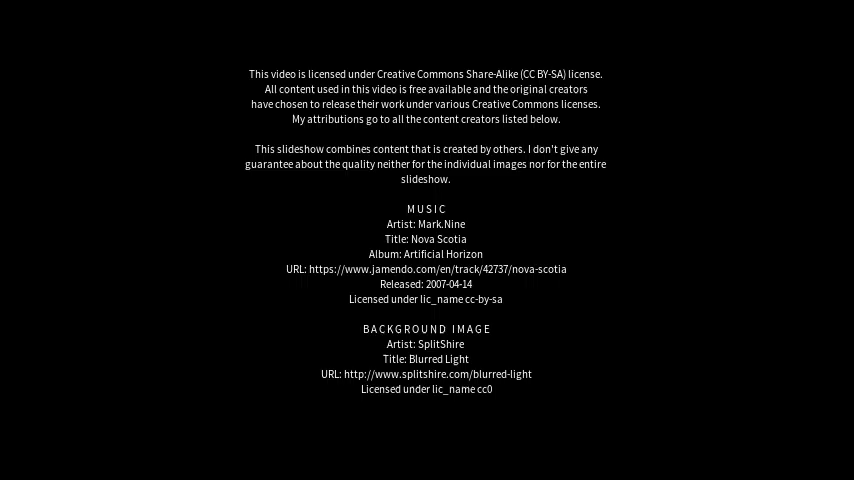 This video is licensed under Creative Commons Share-Alike (CC BY-SA) license.
All content used in this video is free available and the original creators
have chosen to release their work under various Creative Commons licenses.
My attributions go to all the content creators listed below.
This slideshow combines content that is created by others. I don't give any
guarantee about the quality neither for the individual images nor for the entire
slideshow.
MUSIC
Artist: Mark.Nine
Title: Nova Scotia
Album: Artificial Horizon
URL: https://www.jamendo.com/en/track/42737/nova-scotia
Released: 2007-04-14
Licensed under lic_name cc-by-sa
BACKGROUND IMAGE
Artist: SplitShire
Title: Blurred Light
URL: http://www.splitshire.com/blurred-light
Licensed under lic_name cc0